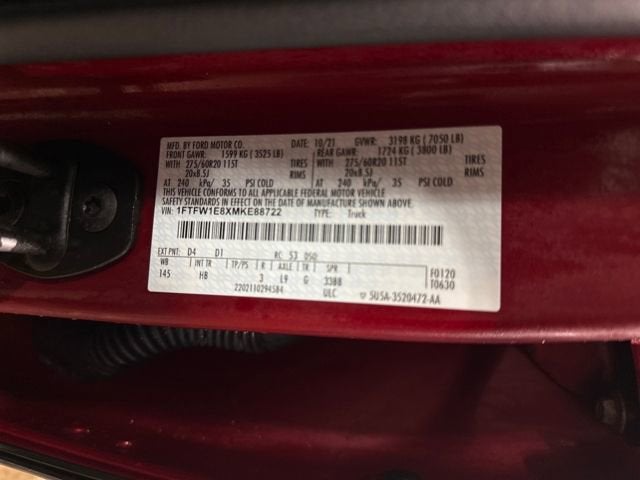 MFD. BY FORD MOTOR CO. DATE: 10/21 GVWR: 3198 KG (7050 LB)
FRONT GAWR: 1599 KG (3525 LB) REAR GAWR: 1724 KG (3800 LB)
WITH 275/60R20 115T TIRES WITH 275/60R20 115T TIRES
20x8.5J RIMS 20x8.5J RIMS
AT 240 kPa/ 35 PSI COLD AT 240 kPa/ 35 PSI COLD
THIS VEHICLE CONFORMS TO ALL APPLICABLE FEDERAL MOTOR VEHICLE
SAFETY STANDARDS IN EFFECT ON THE DATE OF MANUFACTURE SHOWN ABOVE.
VIN: 1FTFW1E8XMKE88722 TYPE: Truck
EXT PNT: D4 D1 RC: 53 DSO:
WB INT TR TP/PS R AXLE TR SPR F0120
145 HB 3 L9 G 3388 T0630
2202110294584 ULC 5U5A-3520472-AA